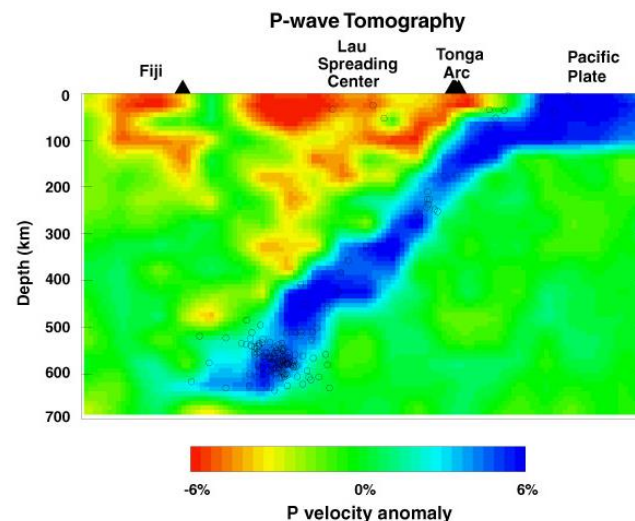 P-wave Tomography
Fiji
Lau
Spreading
Center
Tonga
Arc
Pacific
Plate
Depth (km)
0
100
200
300
400
500
600
700
-6%
0%
6%
P velocity anomaly